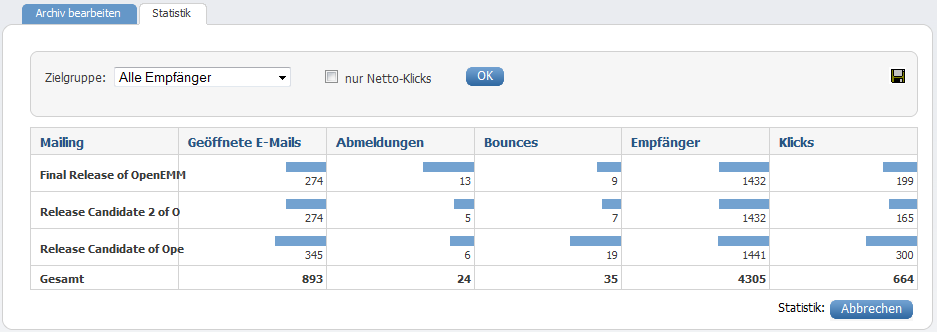 Archiv bearbeiten Statistik
Zielgruppe: Alle Empfänger nur Netto-Klicks OK
Mailing Geöffnete E-Mails Abmeldungen Bounces Empfänger Klicks
Final Release of OpenEMM 274 13 9 1432 199
Release Candidate 2 of O 274 5 7 1432 165
Release Candidate of Ope 345 6 19 1441 300
Gesamt 893 24 35 4305 664
Statistik: Abbrechen